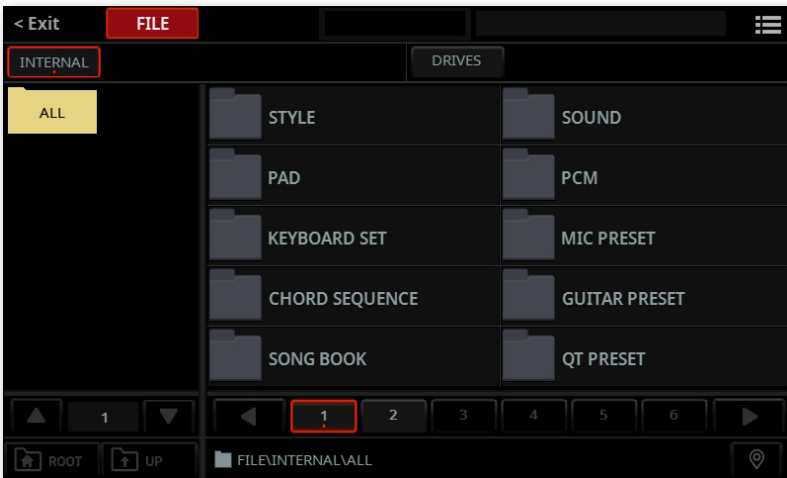 < Exit FILE
INTERNAL DRIVES
ALL
STYLE SOUND
PAD PCM
KEYBOARD SET MIC PRESET
CHORD SEQUENCE GUITAR PRESET
SONG BOOK QT PRESET
1 1 2 3 4 5 6
ROOT UP FILE\INTERNAL\ALL